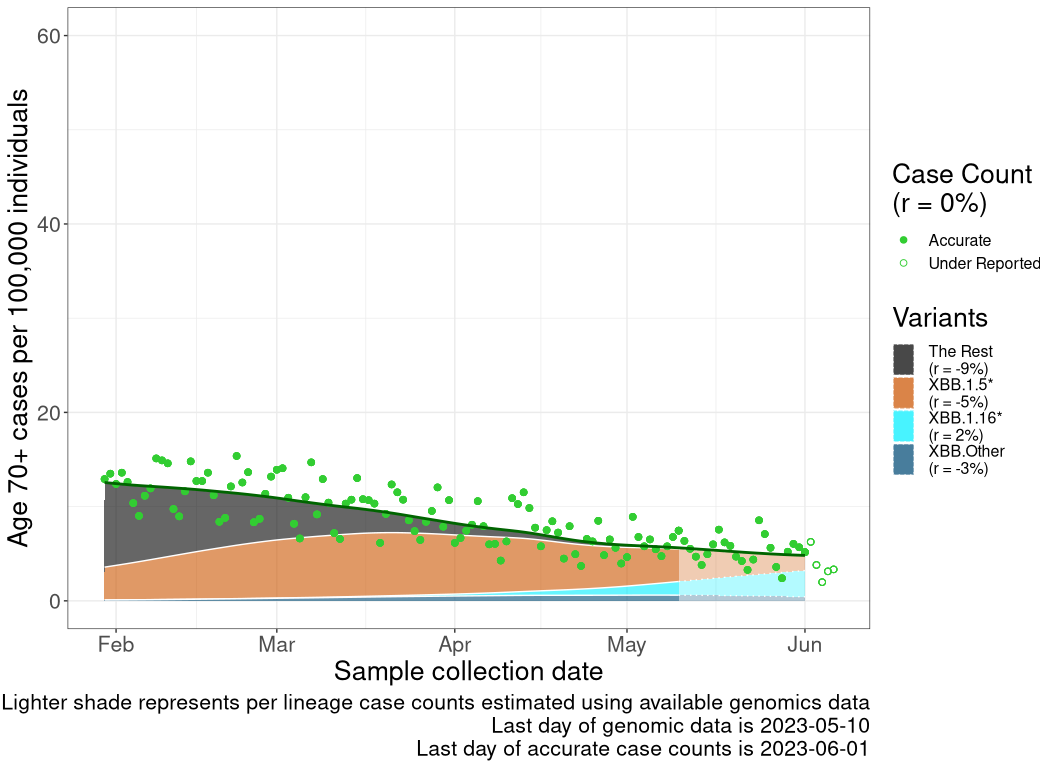 Age 70+ cases per 100,000 individuals
60
40
20
0
Feb
Mar
Apr
May
Jun
Sample collection date
Lighter shade represents per lineage case counts estimated using available genomics data
Last day of genomic data is 2023-05-10
Last day of accurate case counts is 2023-06-01
Case Count
(r = 0%)
Accurate
Under Reported
Variants
The Rest
(r = -9%)
XBB.1.5*
(r = -5%)
XBB.1.16*
(r = 2%)
XBB.Other
(r = -3%)